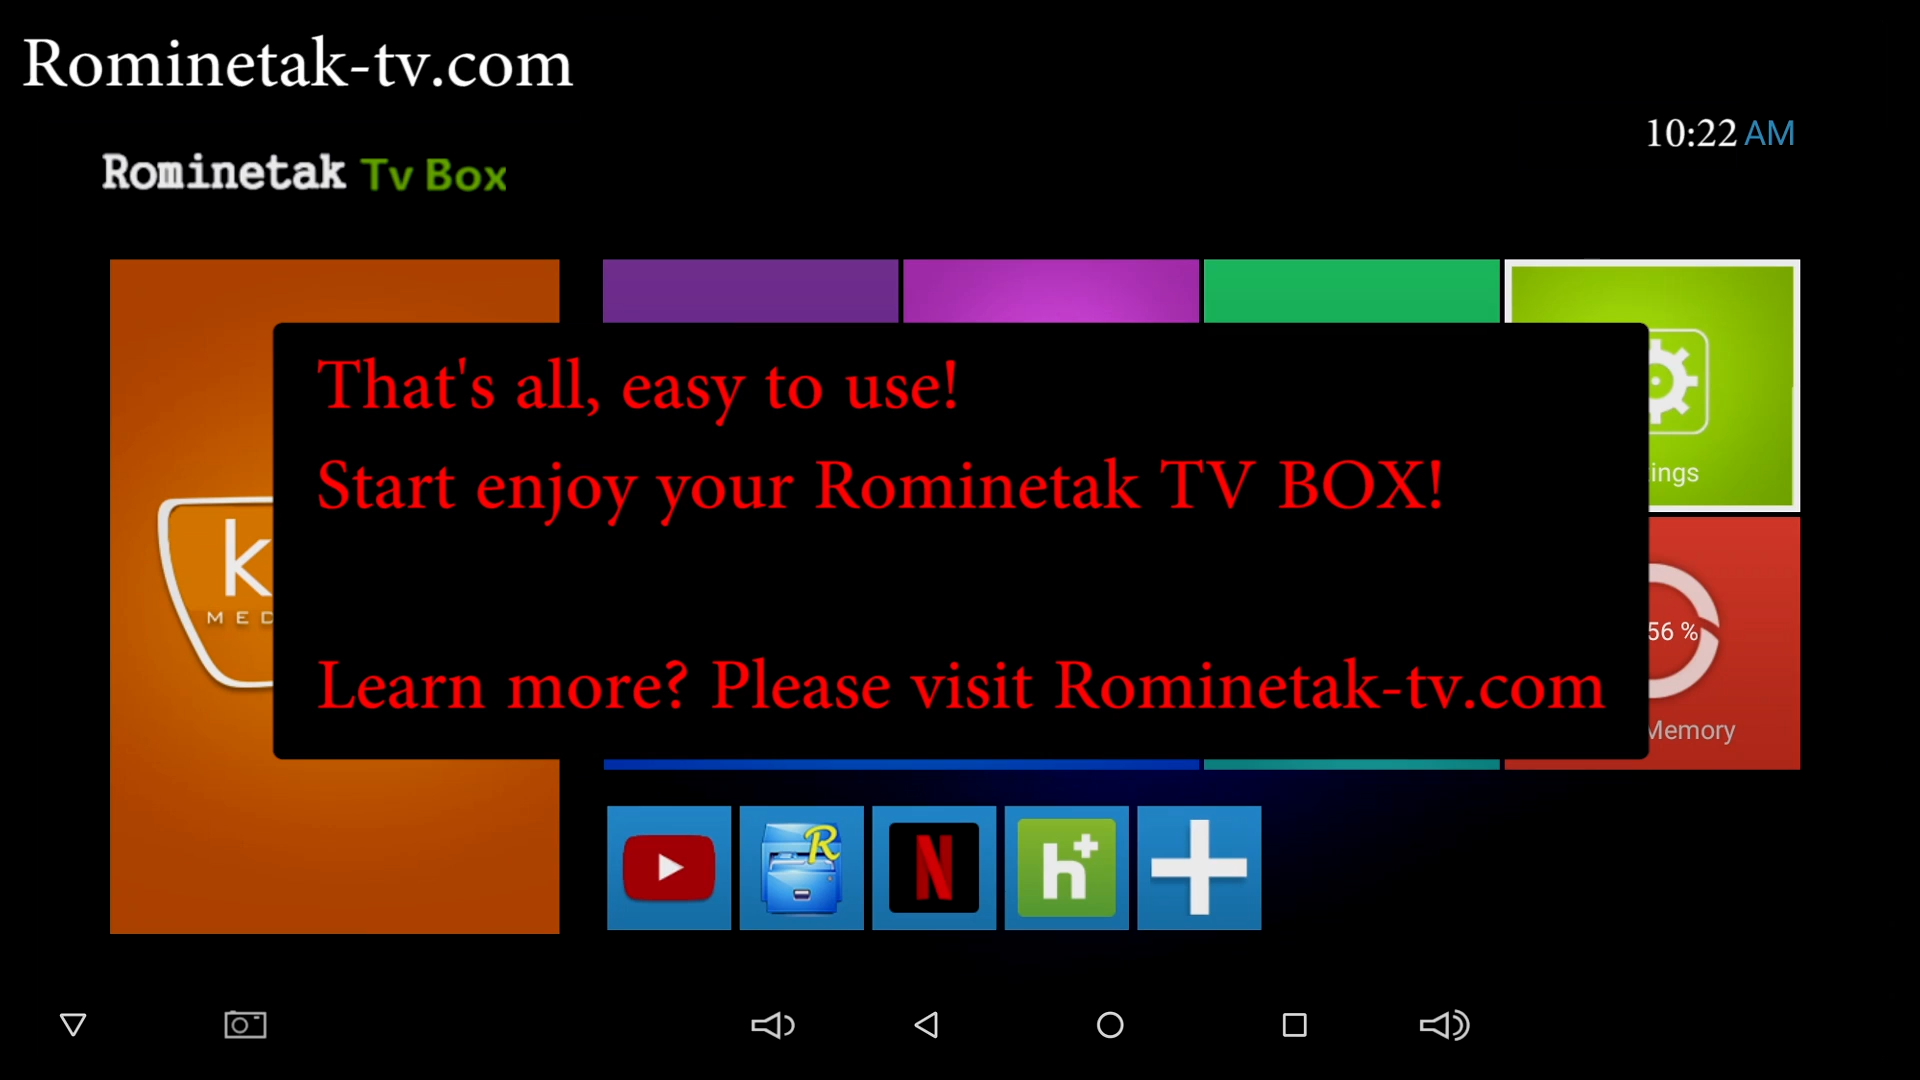 Rominetak-tv.com
10:22 AM
Rominetak Tv Box
That's all, easy to use!
Start enjoy your Rominetak TV BOX!
Learn more? Please visit Rominetak-tv.com
ings
k
MED
56 %
Memory
R
N
h+